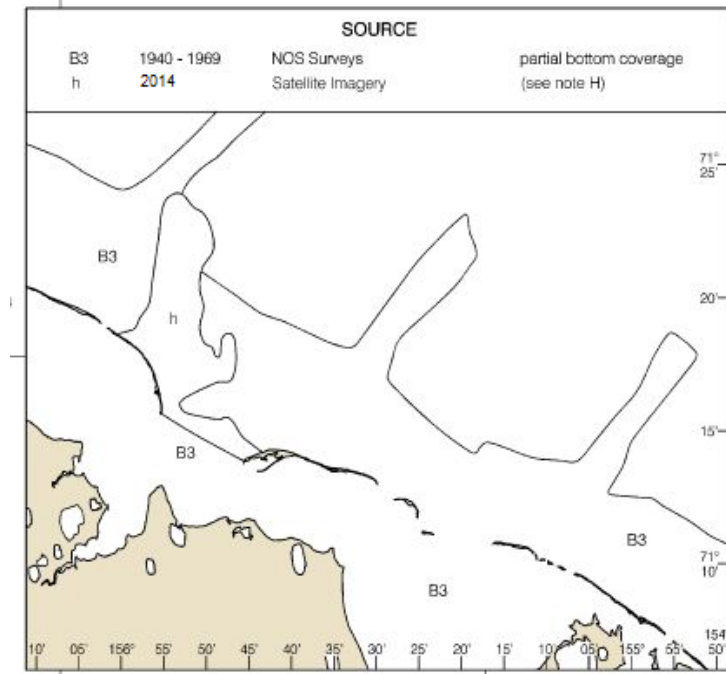 SOURCE
B3 1940 - 1969 NOS Surveys partial bottom coverage
h 2014 Satellite Imagery (see note H)
71°
25'
B3
20'
h
15'
B3
B3
71°
10'
B3
154°
10' 05' 156° 55' 50' 45' 40' 35' 30' 25' 20' 15' 10' 05' 155° 55' 50'